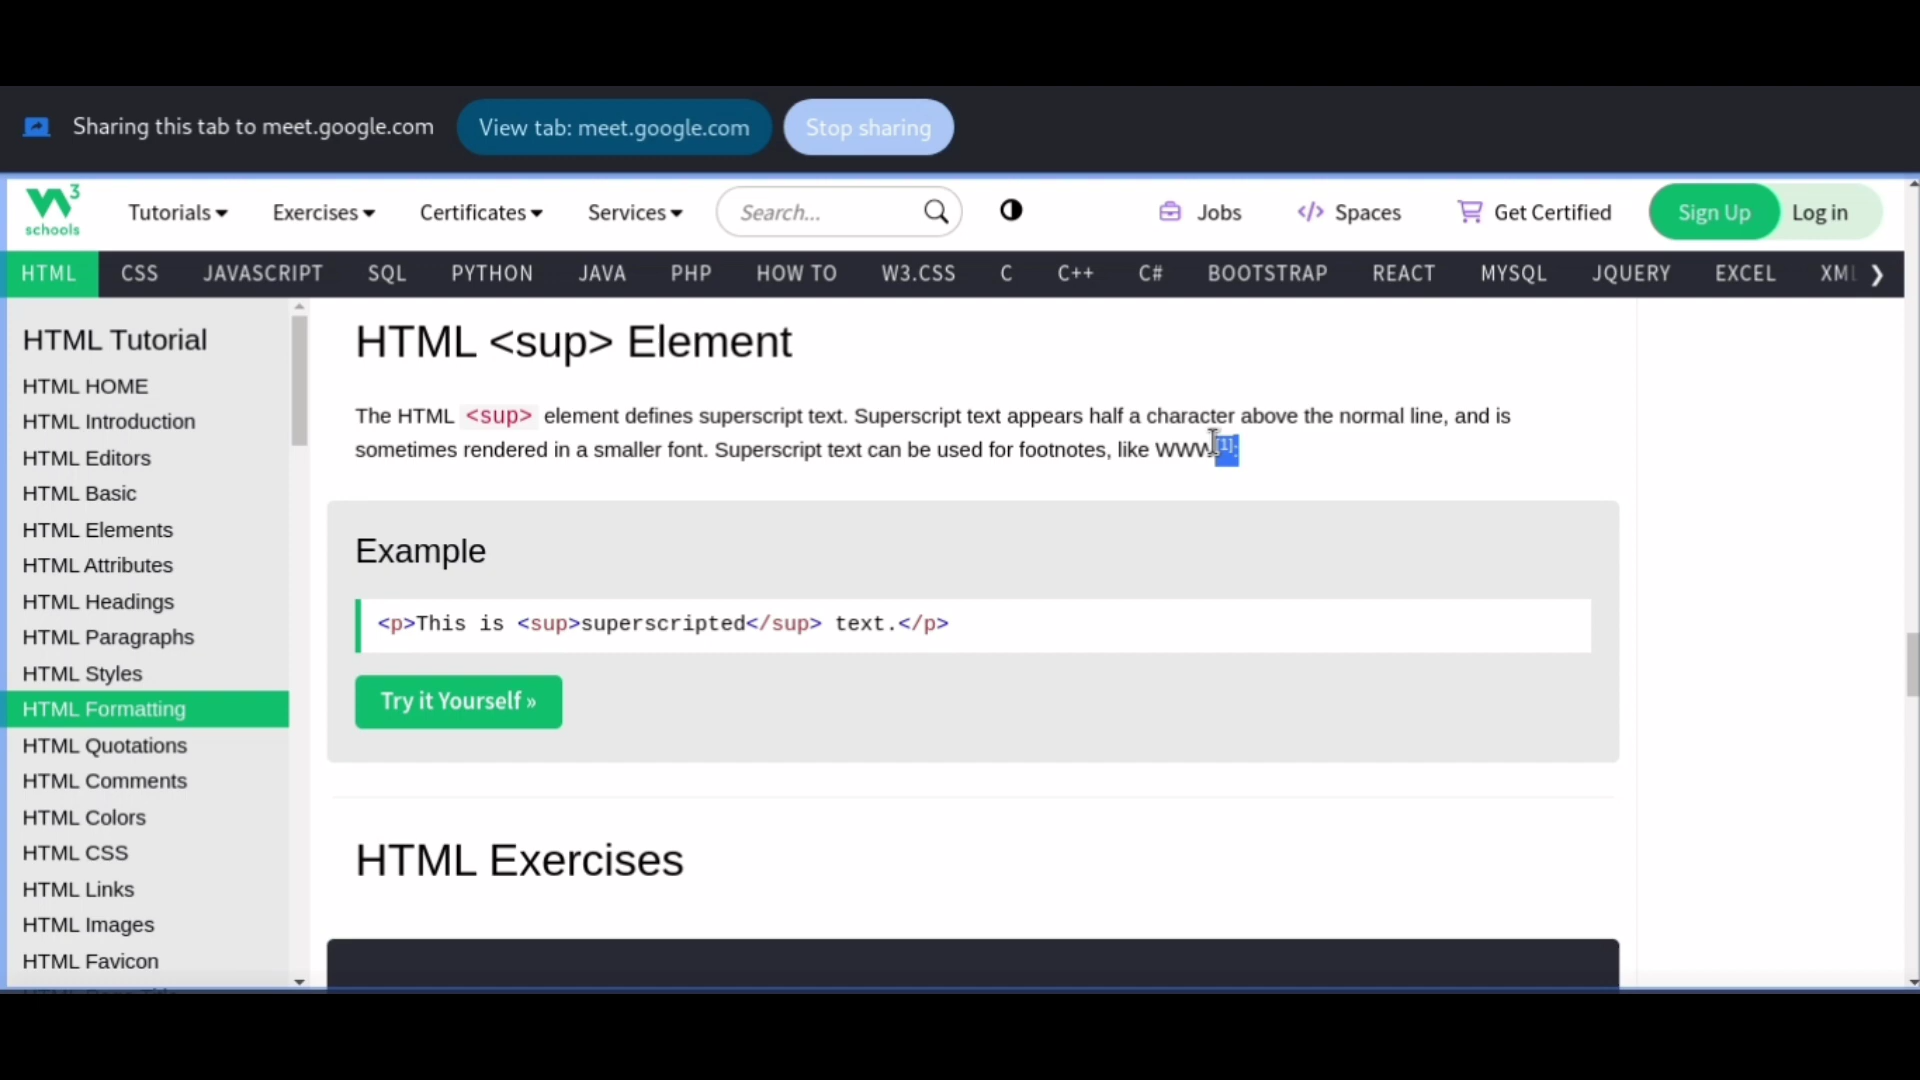 Sharing this tab to meet.google.com View tab: meet.google.com Stop sharing
W3
schools
Tutorials Exercises Certificates Services Search... Jobs </> Spaces Get Certified Sign Up Log in
HTML CSS JAVASCRIPT SQL PYTHON JAVA PHP HOW TO W3.CSS C C++ C# BOOTSTRAP REACT MYSQL JQUERY EXCEL XML ❯
HTML Tutorial
HTML HOME
HTML Introduction
HTML Editors
HTML Basic
HTML Elements
HTML Attributes
HTML Headings
HTML Paragraphs
HTML Styles
HTML Formatting
HTML Quotations
HTML Comments
HTML Colors
HTML CSS
HTML Links
HTML Images
HTML Favicon
HTML <sup> Element
The HTML <sup> element defines superscript text. Superscript text appears half a character above the normal line, and is
sometimes rendered in a smaller font. Superscript text can be used for footnotes, like WWW[1]:
Example
<p>This is <sup>superscripted</sup> text.</p>
Try it Yourself »
HTML Exercises